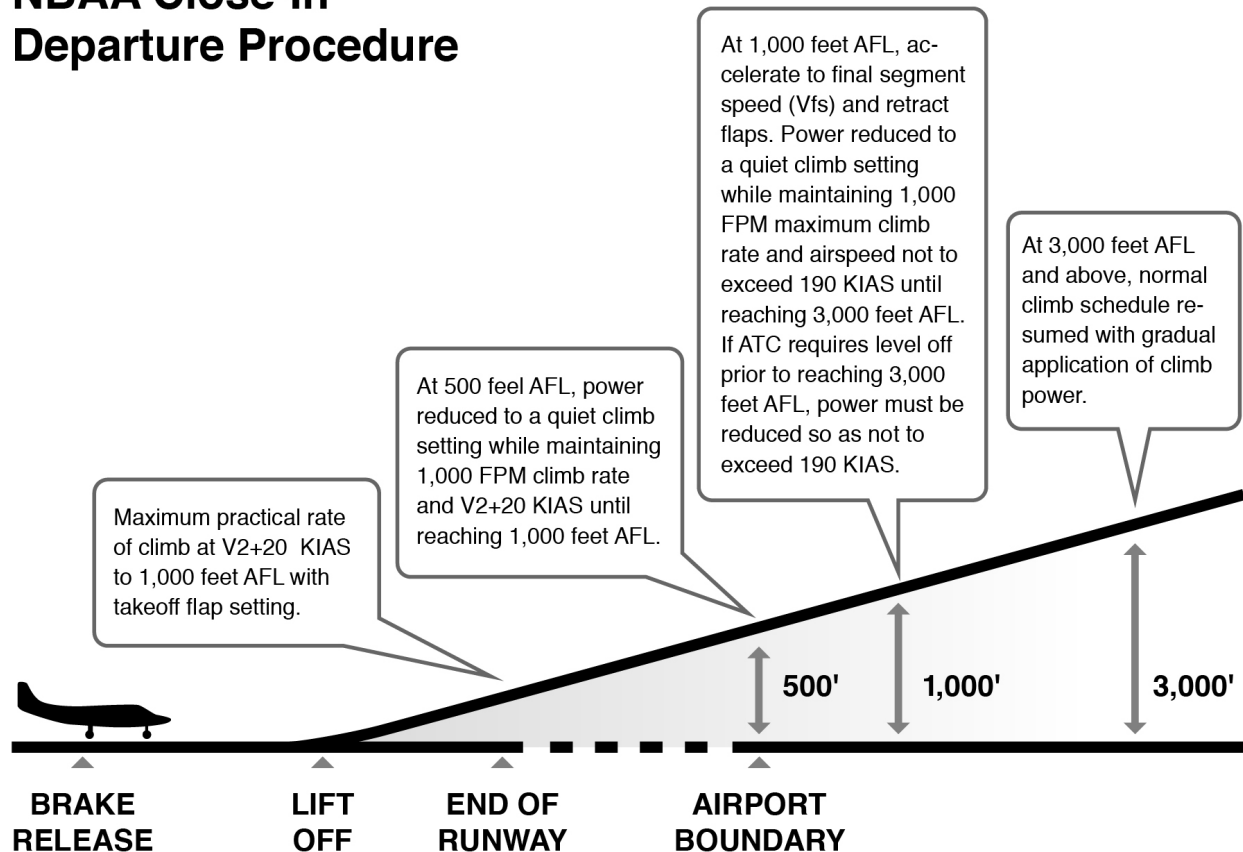 NBAA Close-In
Departure Procedure
Maximum practical rate
of climb at V2+20 KIAS
to 1,000 feet AFL with
takeoff flap setting.
At 500 feel AFL, power
reduced to a quiet climb
setting while maintaining
1,000 FPM climb rate
and V2+20 KIAS until
reaching 1,000 feet AFL.
At 1,000 feet AFL, ac-
celerate to final segment
speed (Vfs) and retract
flaps. Power reduced to
a quiet climb setting
while maintaining 1,000
FPM maximum climb
rate and airspeed not to
exceed 190 KIAS until
reaching 3,000 feet AFL.
If ATC requires level off
prior to reaching 3,000
feet AFL, power must be
reduced so as not to
exceed 190 KIAS.
At 3,000 feet AFL
and above, normal
climb schedule re-
sumed with gradual
application of climb
power.
500'
1,000'
3,000'
BRAKE
RELEASE
LIFT
OFF
END OF
RUNWAY
AIRPORT
BOUNDARY